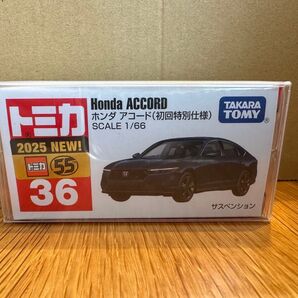 トミカ
2025 NEW!
トミカ 55
36
Honda ACCORD
ホンダ アコード(初回特別仕様)
SCALE 1/66
TAKARA
TOMY
サスペンション